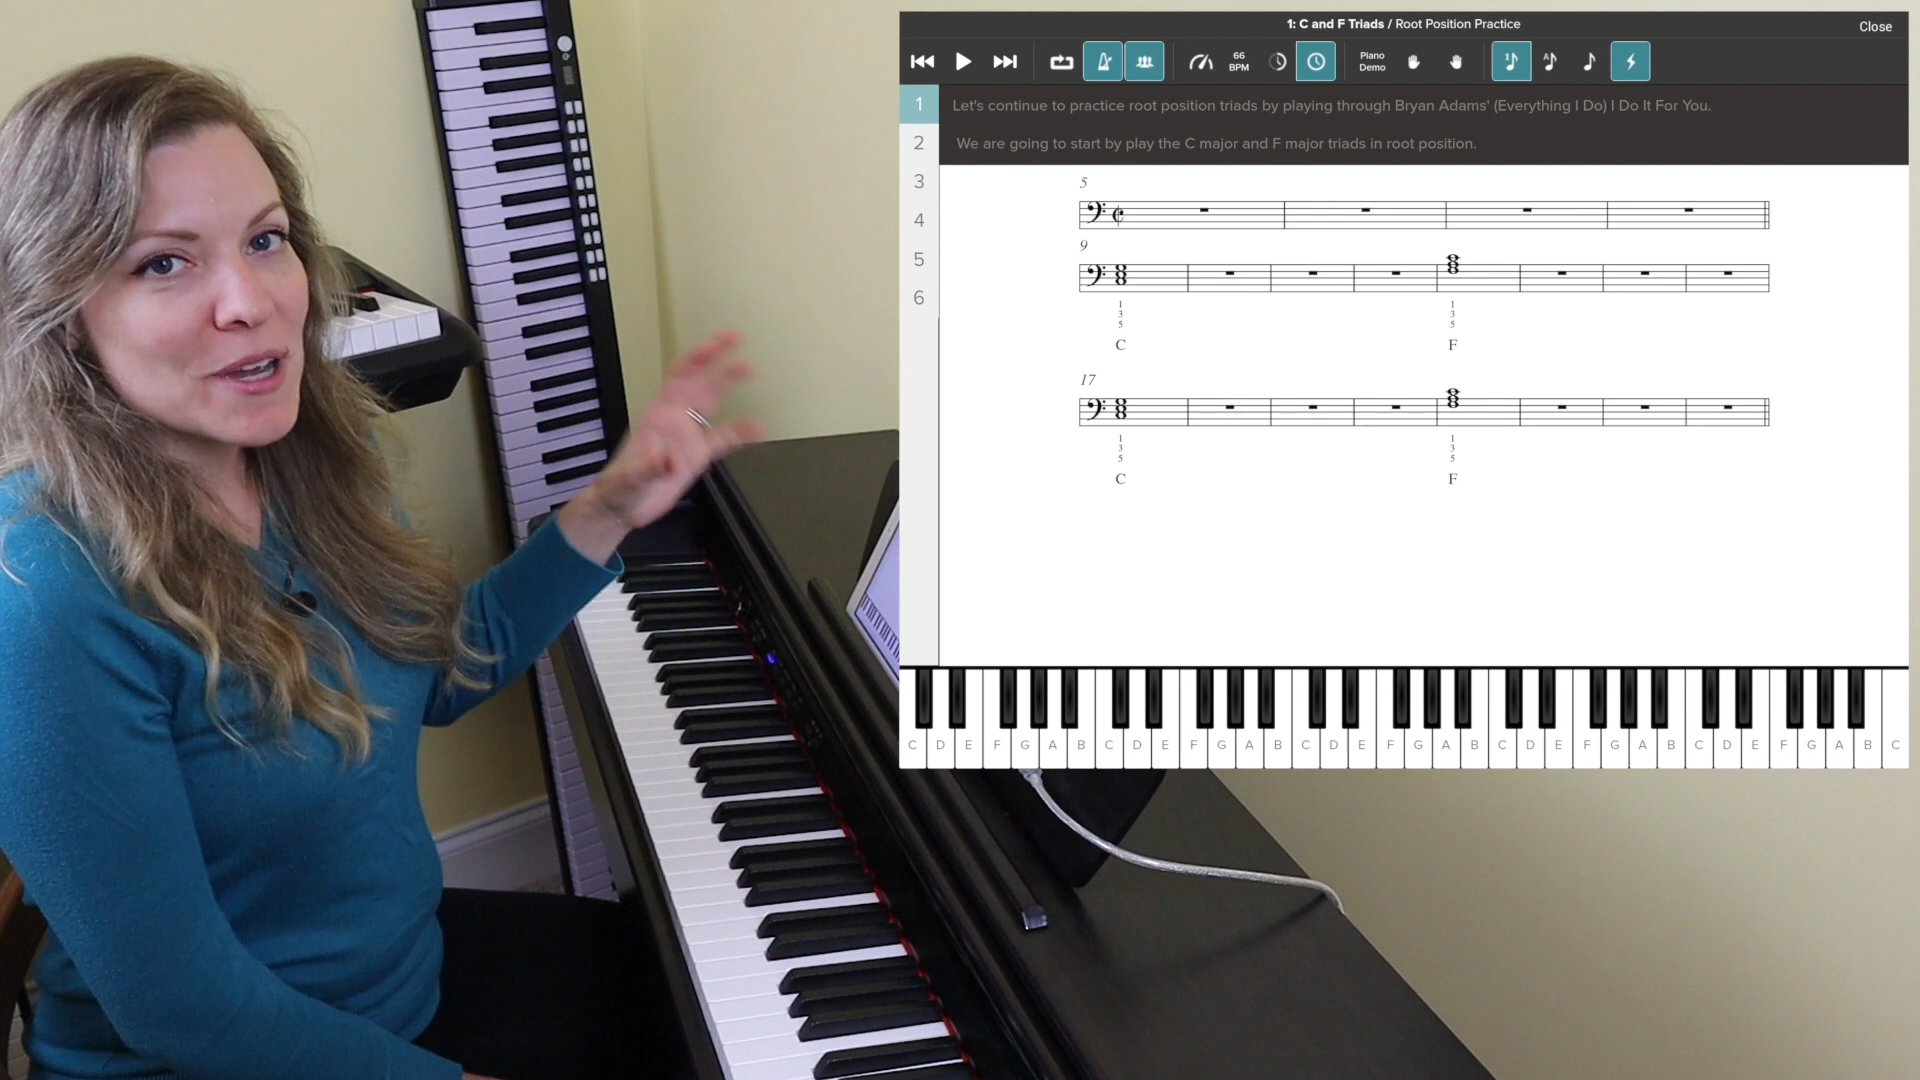 1: C and F Triads / Root Position Practice
Close
66
BPM
Piano
Demo
1 Let's continue to practice root position triads by playing through Bryan Adams' (Everything I Do) I Do It For You.
2 We are going to start by play the C major and F major triads in root position.
3
4
5
6
5
9
1 1
3 3
5 5
C F
17
1 1
3 3
5 5
C F
C D E F G A B C D E F G A B C D E F G A B C D E F G A B C D E F G A B C